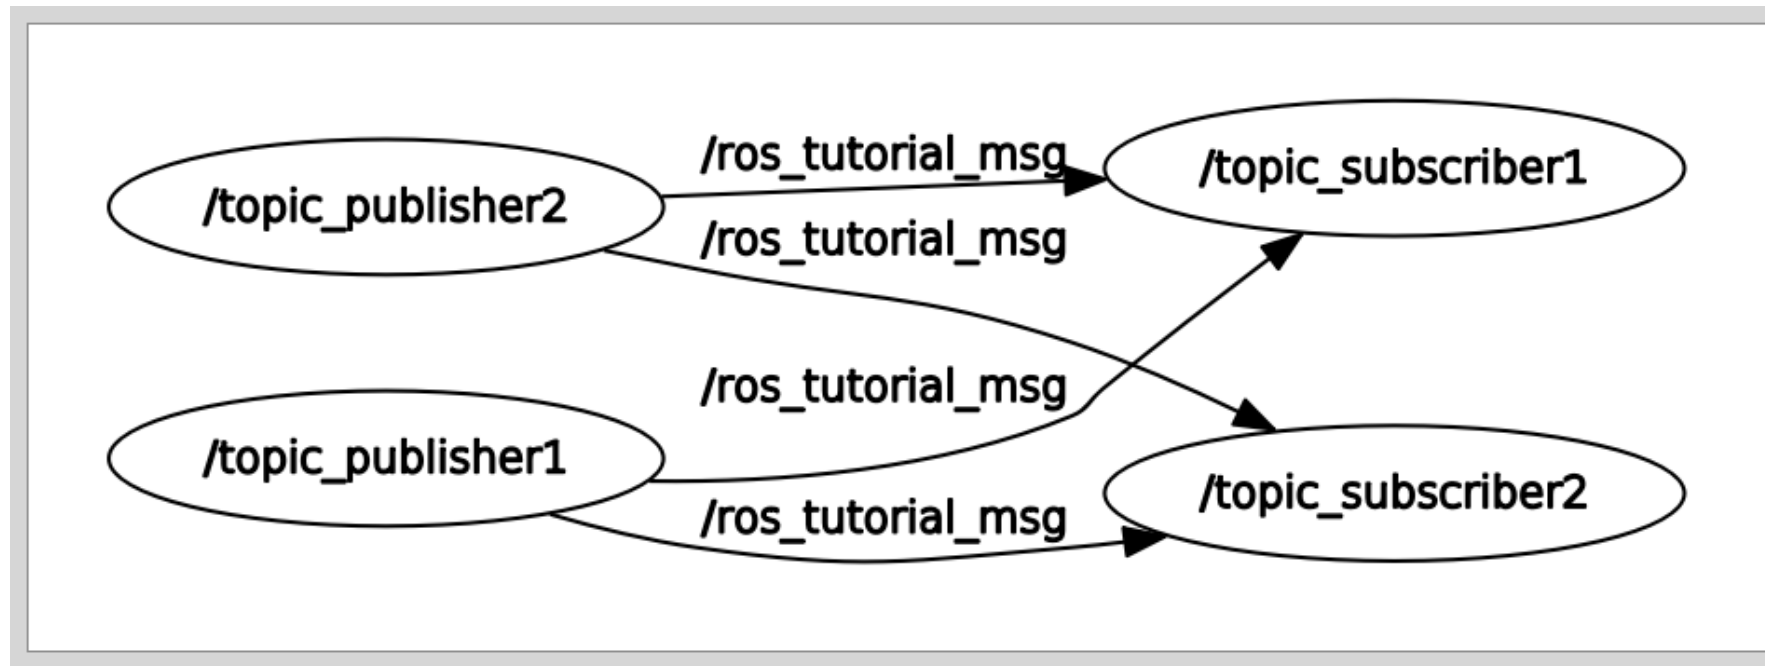 /topic_publisher2
/ros_tutorial_msg
/topic_subscriber1
/ros_tutorial_msg
/ros_tutorial_msg
/topic_publisher1
/topic_subscriber2
/ros_tutorial_msg